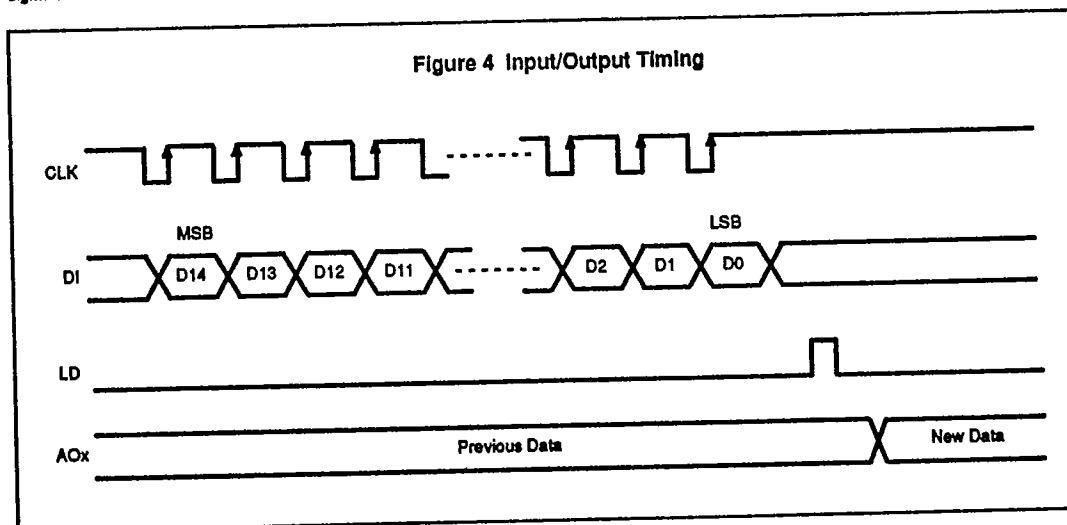 Figure 4 Input/Output Timing
CLK
MSB
LSB
DI
D14 D13 D12 D11 D2 D1 D0
LD
AOx
Previous Data
New Data